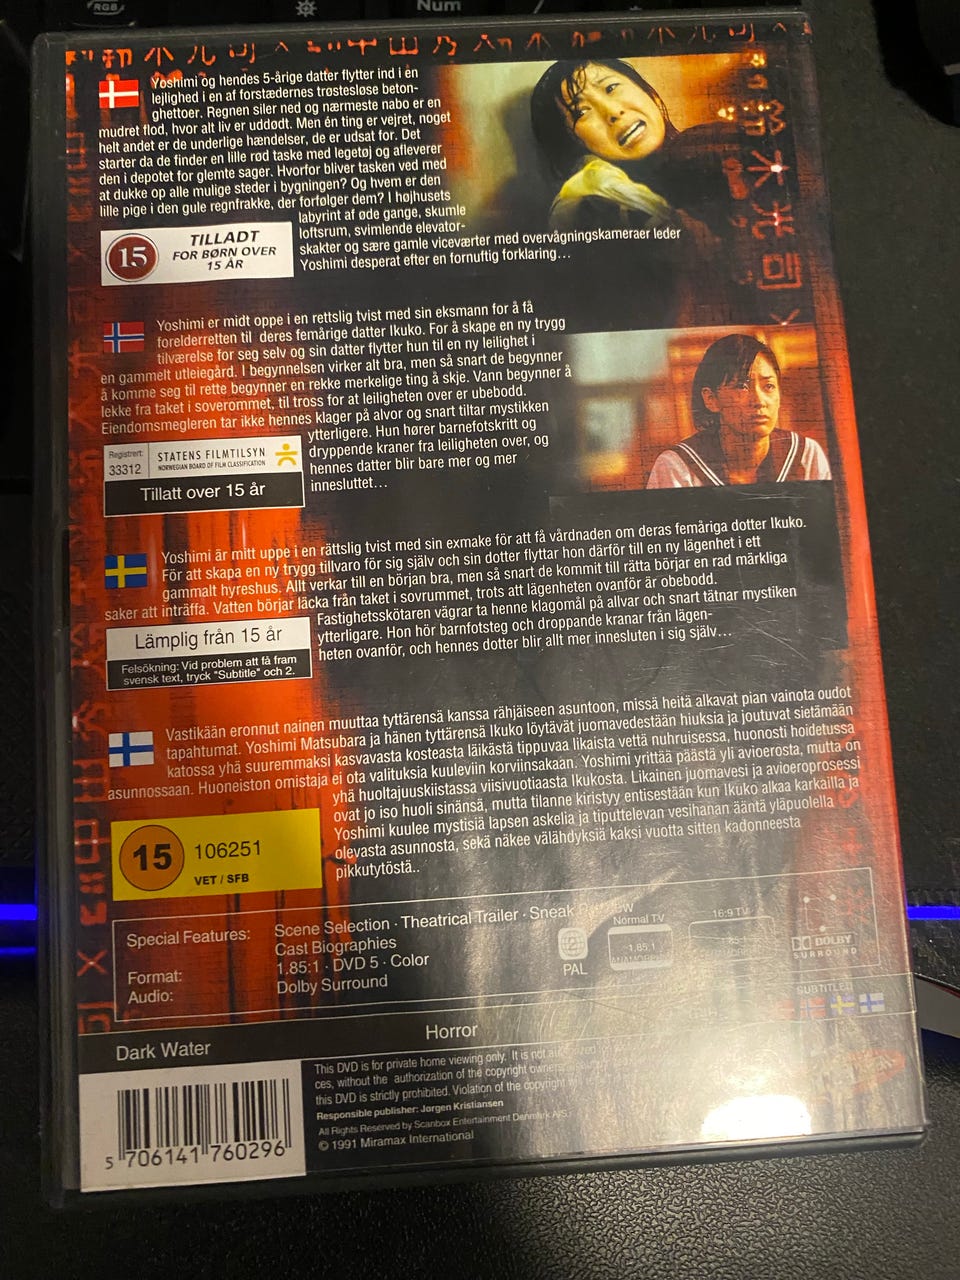 RGB
Num
Yoshimi og hendes 5-årige datter flytter ind i én
lejlighed i en af forstædernes trøstesløse beton-
ghettoer. Regnen siler ned og nærmeste nabo er en
mudret flod, hvor alt liv er uddødt. Men én ting er vejret, noget
helt andet er de underlige hændelser, de er udsat for. Det
starter da de finder en lille rød taske med legetøj og afleverer
den i depotet for glemte sager. Hvorfor bliver tasken ved med
at dukke op alle mulige steder i bygningen? Og hvem er den
lille pige i den gule regnfrakke, der forfølger dem? I højhusets
labyrint af øde gange, skumle
loftsrum, svimlende elevator-
skakter og sære gamle viceværter med overvågningskameraer leder
Yoshimi desperat efter en fornuftig forklaring...
15
TILLADT
FOR BØRN OVER
15 ÅR
Yoshimi er midt oppe i en rettslig tvist med sin eksmann for å få
forelderretten til deres femårige datter Ikuko. For å skape en ny trygg
tilværelse for seg selv og sin datter flytter hun til en ny leilighet i
en gammelt utleiegård. I begynnelsen virker alt bra, men så snart de begynner
å komme seg til rette begynner en rekke merkelige ting å skje. Vann begynner å
lekke fra taket i soverommet, til tross for at leiligheten over er ubebodd.
Eiendomsmegleren tar ikke hennes klager på alvor og snart tiltar mystikken
ytterligere. Hun hører barnefotskritt og
dryppende kraner fra leiligheten over, og
hennes datter blir bare mer og mer
innesluttet...
Registrert:
33312
STATENS FILMTILSYN
NORWEGIAN BOARD OF FILM CLASSIFICATION
Tillatt over 15 år
Yoshimi är mitt uppe i en rättslig tvist med sin exmake för att få vårdnaden om deras femåriga dotter Ikuko.
För att skapa en ny trygg tillvaro för sig själv och sin dotter flyttar hon därför till en ny lägenhet i ett
gammalt hyreshus. Allt verkar till en början bra, men så snart de kommit till rätta börjar en rad märkliga
saker att inträffa. Vatten börjar läcka från taket i sovrummet, trots att lägenheten ovanför är obebodd.
Fastighetsskötaren vägrar ta henne klagomål på allvar och snart tätnar mystiken
ytterligare. Hon hör barnfotsteg och droppande kranar från lägen-
heten ovanför, och hennes dotter blir allt mer innesluten i sig själv...
Lämplig från 15 år
Felsökning: Vid problem att få fram
svensk text, tryck "Subtitle" och 2.
Vastikään eronnut nainen muuttaa tyttärensä kanssa rähjäiseen asuntoon, missä heitä alkavat pian vainota oudot
tapahtumat. Yoshimi Matsubara ja hänen tyttärensä Ikuko löytävät juomavedestään hiuksia ja joutuvat sietämään
katossa yhä suuremmaksi kasvavasta kosteasta läikästä tippuvaa likaista vettä nuhruisessa, huonosti hoidetussa
asunnossaan. Huoneiston omistaja ei ota valituksia kuuleviin korviinsakaan. Yoshimi yrittää päästä yli avioerosta, mutta on
yhä huoltajuuskiistassa viisivuotiaasta Ikukosta. Likainen juomavesi ja avioeroprosessi
ovat jo iso huoli sinänsä, mutta tilanne kiristyy entisestään kun Ikuko alkaa karkailla ja
Yoshimi kuulee mystisiä lapsen askelia ja tiputtelevan vesihanan ääntä yläpuolella
olevasta asunnosta, sekä näkee välähdyksiä kaksi vuotta sitten kadonneesta
pikkutytöstä..
15
106251
VET / SFB
Special Features: Scene Selection · Theatrical Trailer · Sneak
Cast Biographies
Format: 1.85:1 · DVD 5 · Color
Audio: Dolby Surround
PAL
Normal TV
1.85:1
16:9 TV
DOLBY
SURROUND
SUBTITLED
Dark Water
Horror
This DVD is for private home viewing only. It is not
ces, without the authorization of the copyright
this DVD is strictly prohibited. Violation of the copyright
Responsible publisher: Jørgen Kristiansen
All Rights Reserved by Scanbox Entertainment Denmark A/S.
© 1991 Miramax International
5 706141 760296